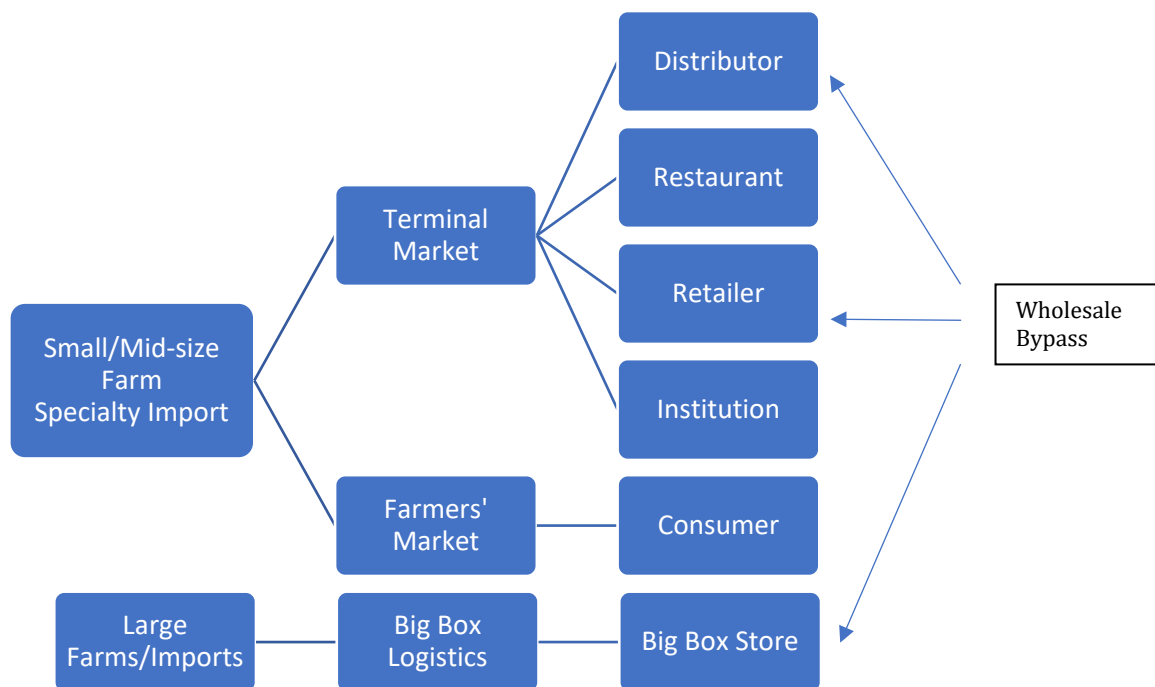 Distributor
Restaurant
Terminal
Market
Retailer
Wholesale
Bypass
Small/Mid-size
Farm
Specialty Import
Institution
Farmers'
Market
Consumer
Large
Farms/Imports
Big Box
Logistics
Big Box Store